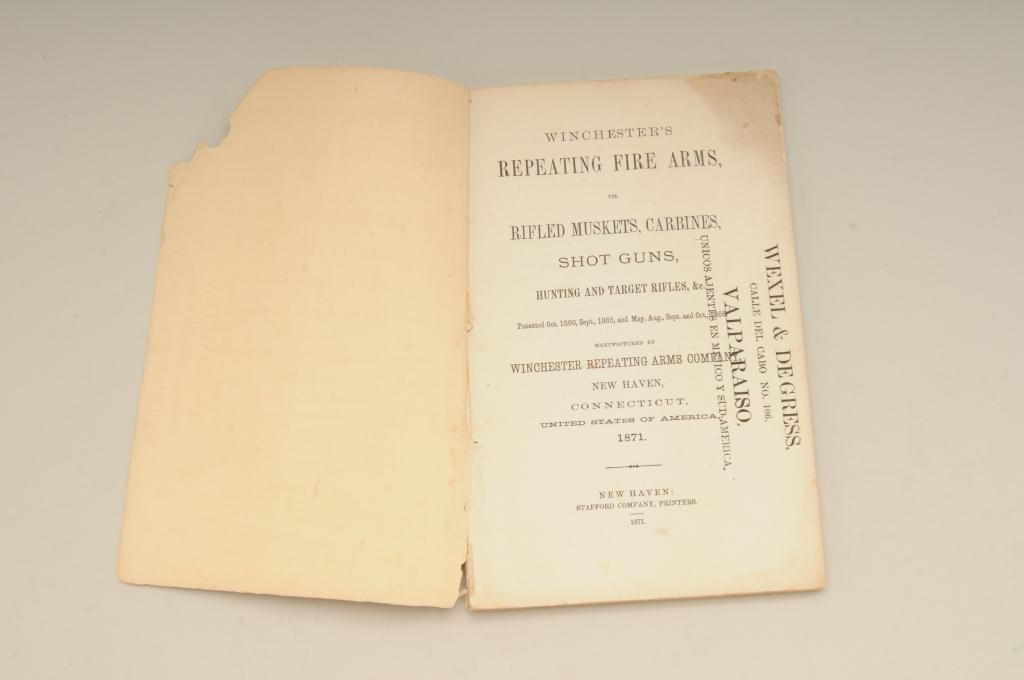 WINCHESTER'S
REPEATING FIRE ARMS,
VIZ.
RIFLED MUSKETS, CARBINES,
SHOT GUNS,
HUNTING AND TARGET RIFLES, &c.
Patented Oct. 1860, Sept., 1865, and May, Aug., Sept. and Oct., 1866
MANUFACTURED BY
WINCHESTER REPEATING ARMS COMPANY
NEW HAVEN,
CONNECTICUT,
UNITED STATES OF AMERICA,
1871.
NEW HAVEN:
STAFFORD COMPANY, PRINTERS.
1871.
WEXEL & DE GRESS,
CALLE DEL CABO NO. 106.
VALPARAISO.
UNICOS AJENTES EN MEJICO Y SUD-AMERICA.